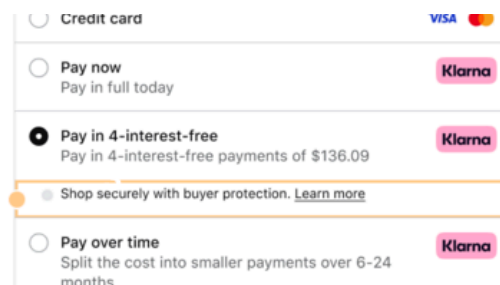 Credit card VISA
Pay now Klarna
Pay in full today
Pay in 4-interest-free Klarna
Pay in 4-interest-free payments of $136.09
Shop securely with buyer protection. Learn more
Pay over time Klarna
Split the cost into smaller payments over 6-24
months